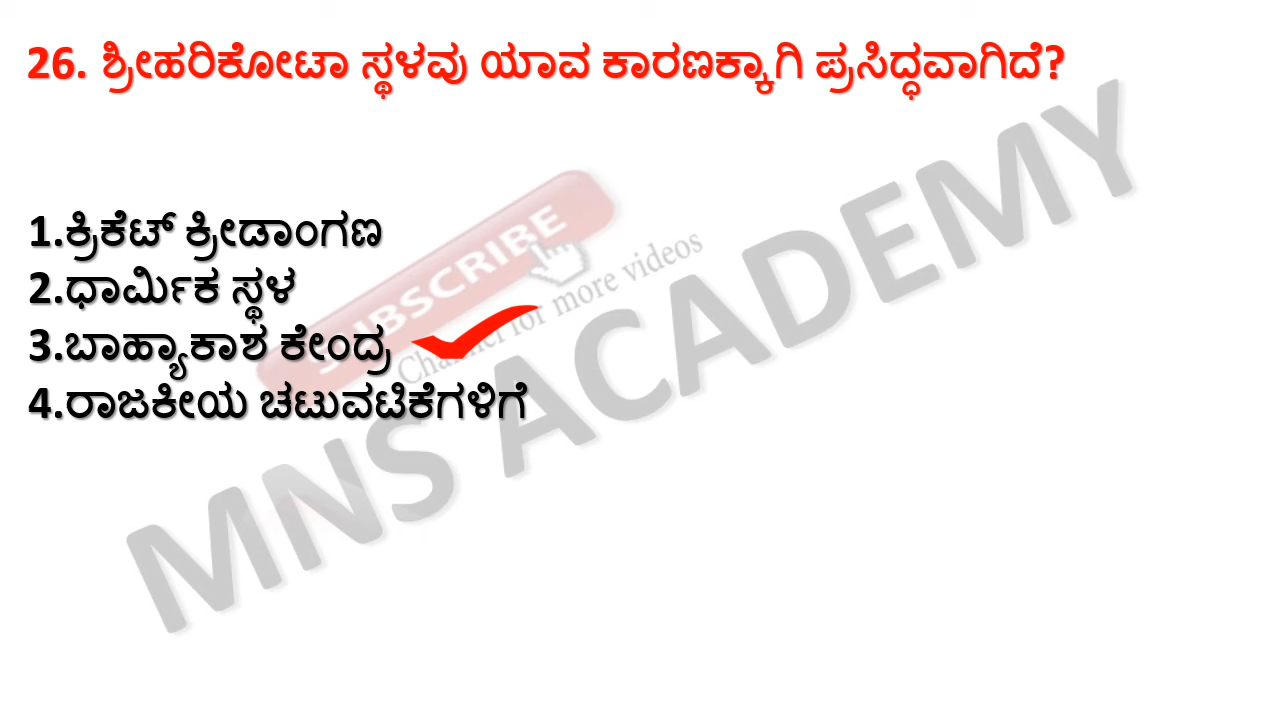 26. ಶ್ರೀಹರಿಕೋಟಾ ಸ್ಥಳವು ಯಾವ ಕಾರಣಕ್ಕಾಗಿ ಪ್ರಸಿದ್ಧವಾಗಿದೆ?
1.ಕ್ರಿಕೆಟ್ ಕ್ರೀಡಾಂಗಣ
2.ಧಾರ್ಮಿಕ ಸ್ಥಳ
3.ಬಾಹ್ಯಾಕಾಶ ಕೇಂದ್ರ
4.ರಾಜಕೀಯ ಚಟುವಟಿಕೆಗಳಿಗೆ
SUBSCRIBE
Channel for more videos
MNS ACADEMY